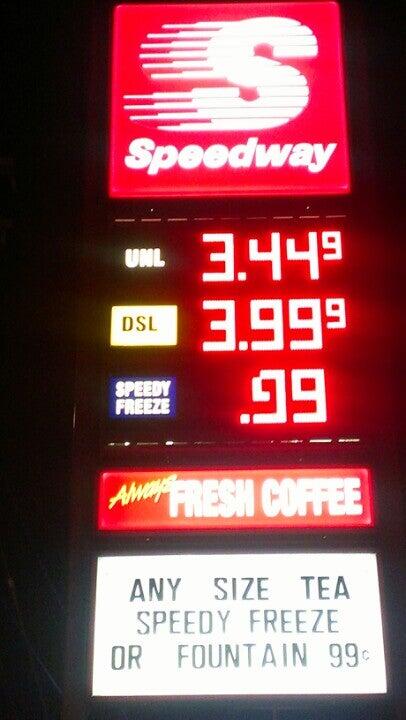 S
Speedway
UNL 3.449
DSL 3.999
SPEEDY FREEZE .99
Always FRESH COFFEE
ANY SIZE TEA
SPEEDY FREEZE
OR FOUNTAIN 99¢